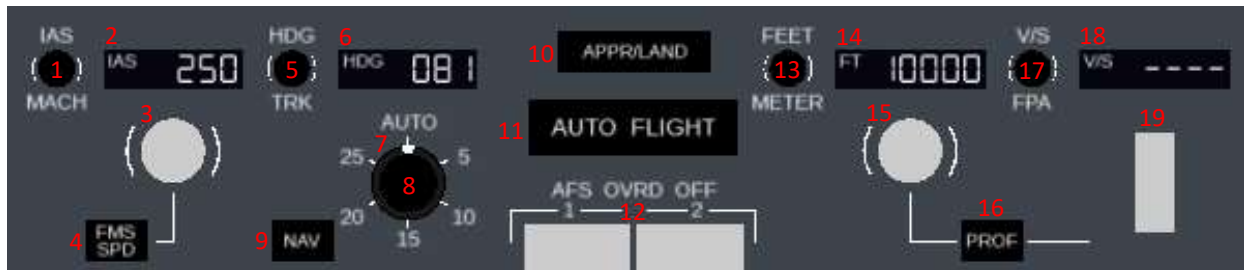 IAS
2
HDG
6
10
APPR/LAND
FEET
14
V/S
18
1
IAS 250
5
HDG 081
13
FT 10000
17
V/S ----
MACH
TRK
METER
FPA
3
AUTO
11
AUTO FLIGHT
15
19
7
25
5
8
AFS OVRD OFF
20
10
1
12
2
16
4
FMS
SPD
9
NAV
15
PROF